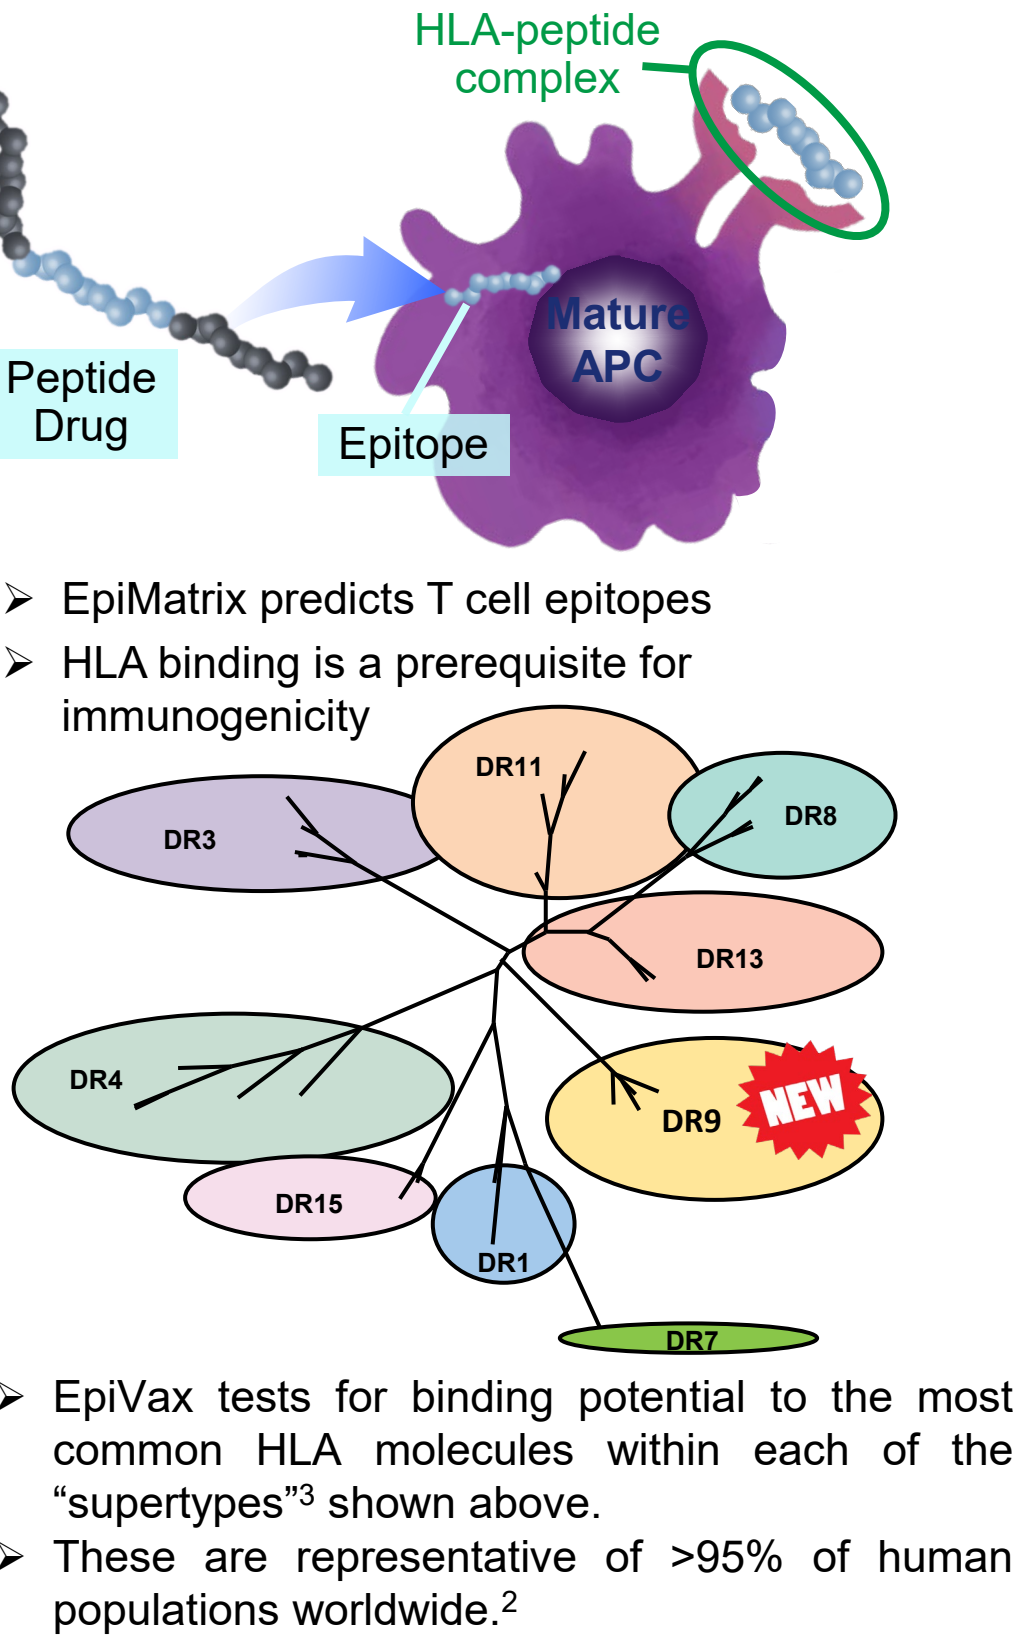 HLA-peptide
complex
Mature
APC
Peptide
Drug
Epitope
➢ EpiMatrix predicts T cell epitopes
➢ HLA binding is a prerequisite for
immunogenicity
DR11
DR8
DR3
DR13
DR4
NEW
DR9
DR15
DR1
DR7
➢ EpiVax tests for binding potential to the most
common HLA molecules within each of the
“supertypes”³ shown above.
➢ These are representative of >95% of human
populations worldwide.²